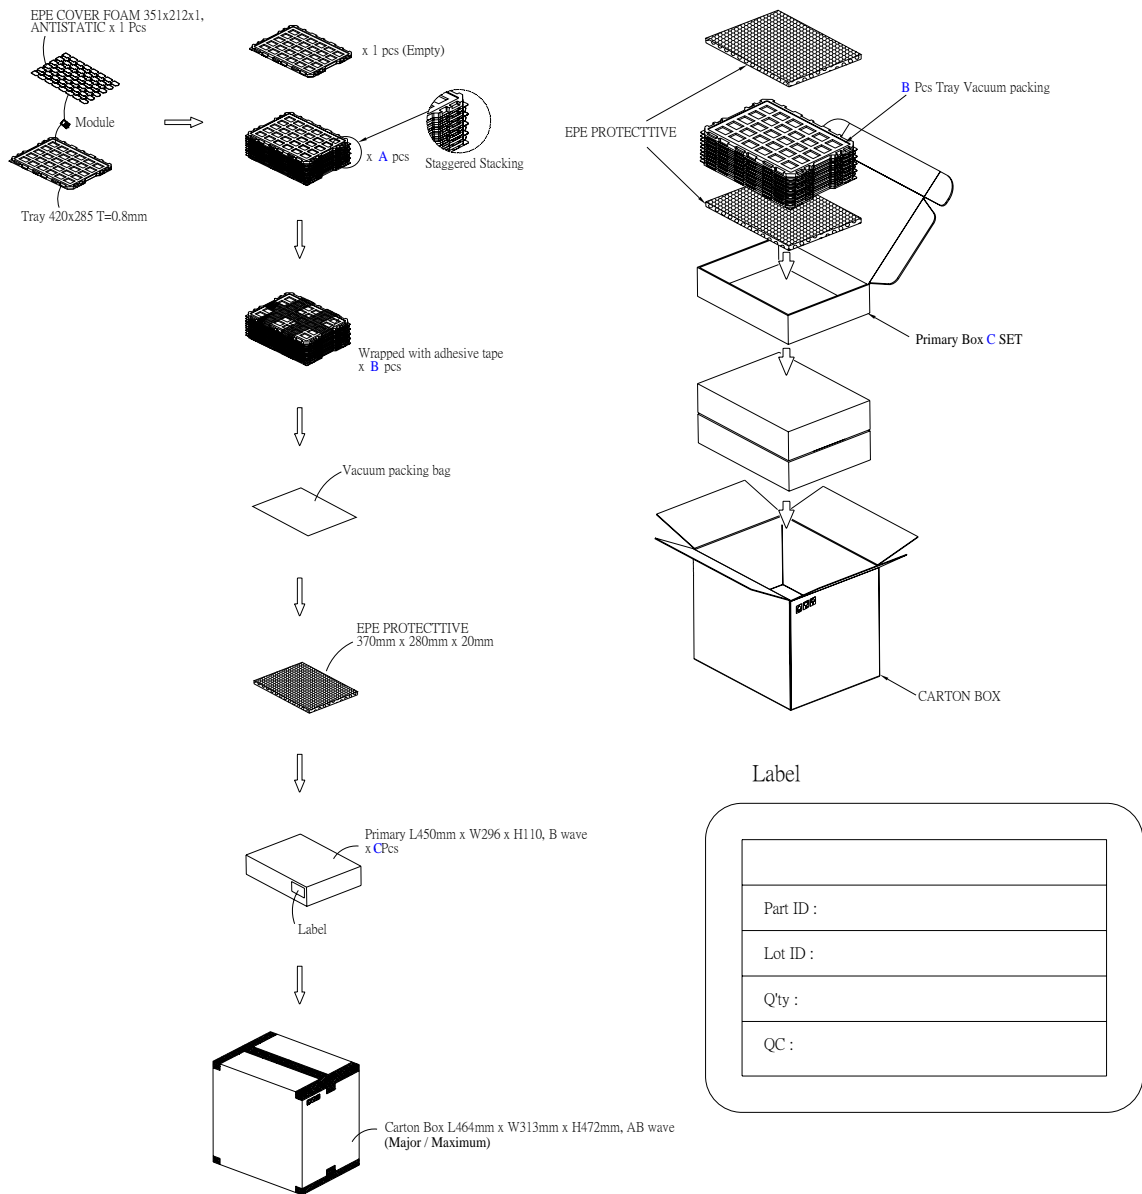 EPE COVER FOAM 351x212x1,
ANTISTATIC x 1 Pcs
Module
Tray 420x285 T=0.8mm
x 1 pcs (Empty)
x A pcs
Staggered Stacking
Wrapped with adhesive tape
x B pcs
Vacuum packing bag
EPE PROTECTTIVE
370mm x 280mm x 20mm
Primary L450mm x W296 x H110, B wave
x CPcs
Label
Carton Box L464mm x W313mm x H472mm, AB wave
(Major / Maximum)
B Pcs Tray Vacuum packing
EPE PROTECTTIVE
Primary Box C SET
CARTON BOX
Label
Part ID :
Lot ID :
Q'ty :
QC :